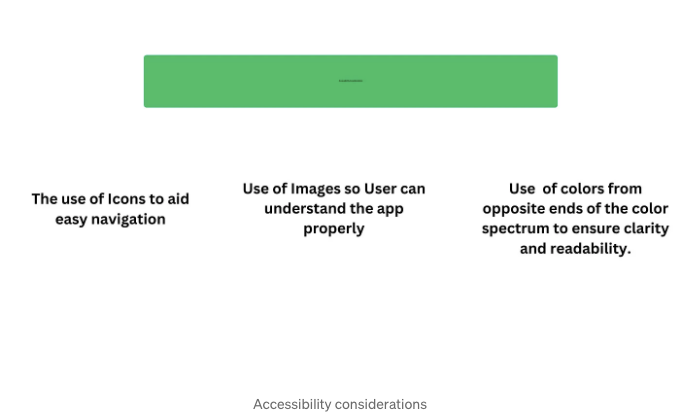 The use of Icons to aid
easy navigation
Use of Images so User can
understand the app
properly
Use  of colors from
opposite ends of the color
spectrum to ensure clarity
and readability.
Accessibility considerations